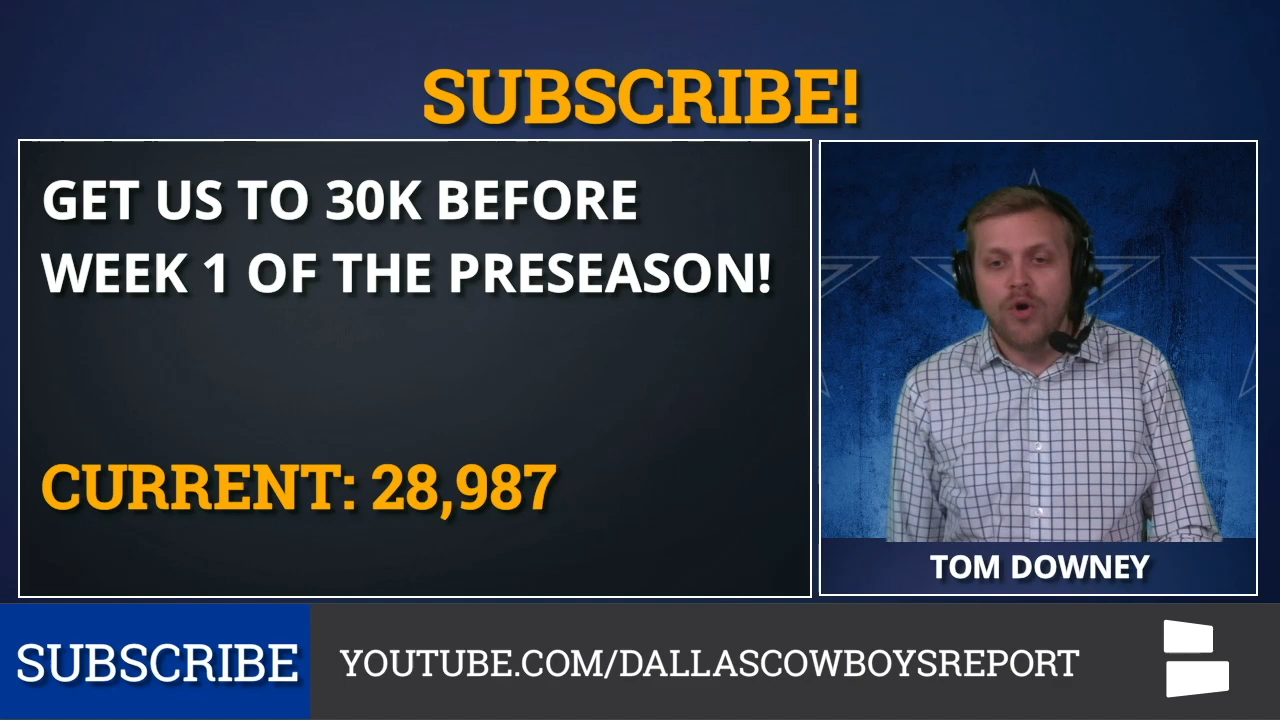 SUBSCRIBE!
GET US TO 30K BEFORE
WEEK 1 OF THE PRESEASON!
CURRENT: 28,987
TOM DOWNEY
SUBSCRIBE
YOUTUBE.COM/DALLASCOWBOYSREPORT